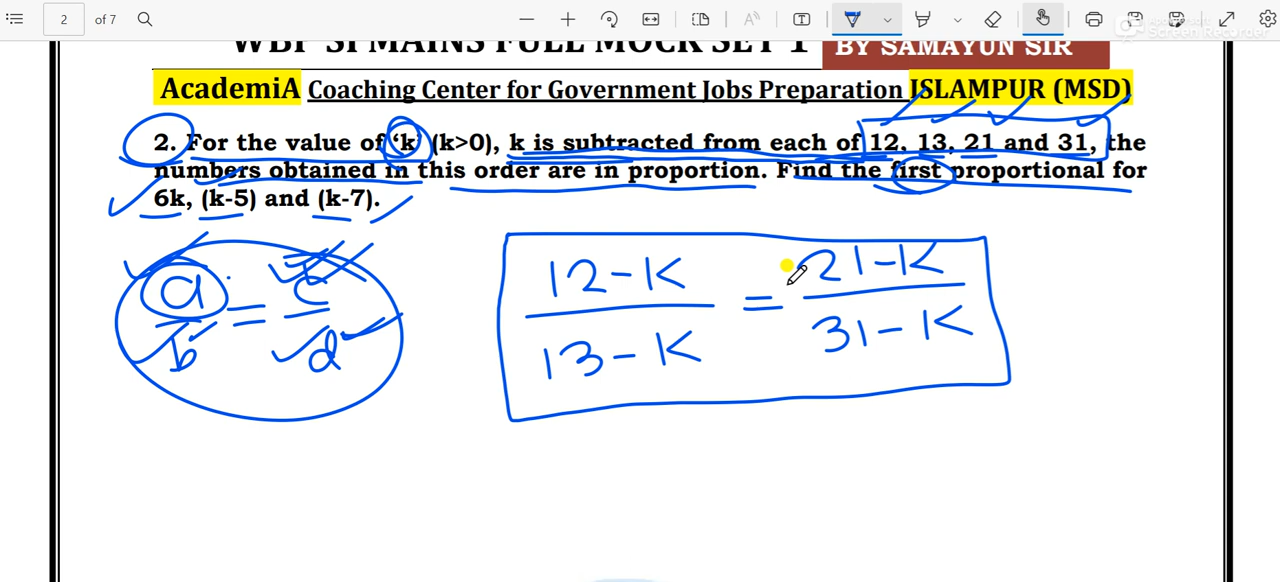 2 of 7
WBP SI MAINS FULL MOCK SET 1 BY SAMAYUN SIR
AcademiA Coaching Center for Government Jobs Preparation ISLAMPUR (MSD)
2. For the value of ‘k’ (k>0), k is subtracted from each of 12, 13, 21 and 31, the
numbers obtained in this order are in proportion. Find the first proportional for
6k, (k-5) and (k-7).
a/b = c/d
12-K / 13-K = 21-K / 31-K